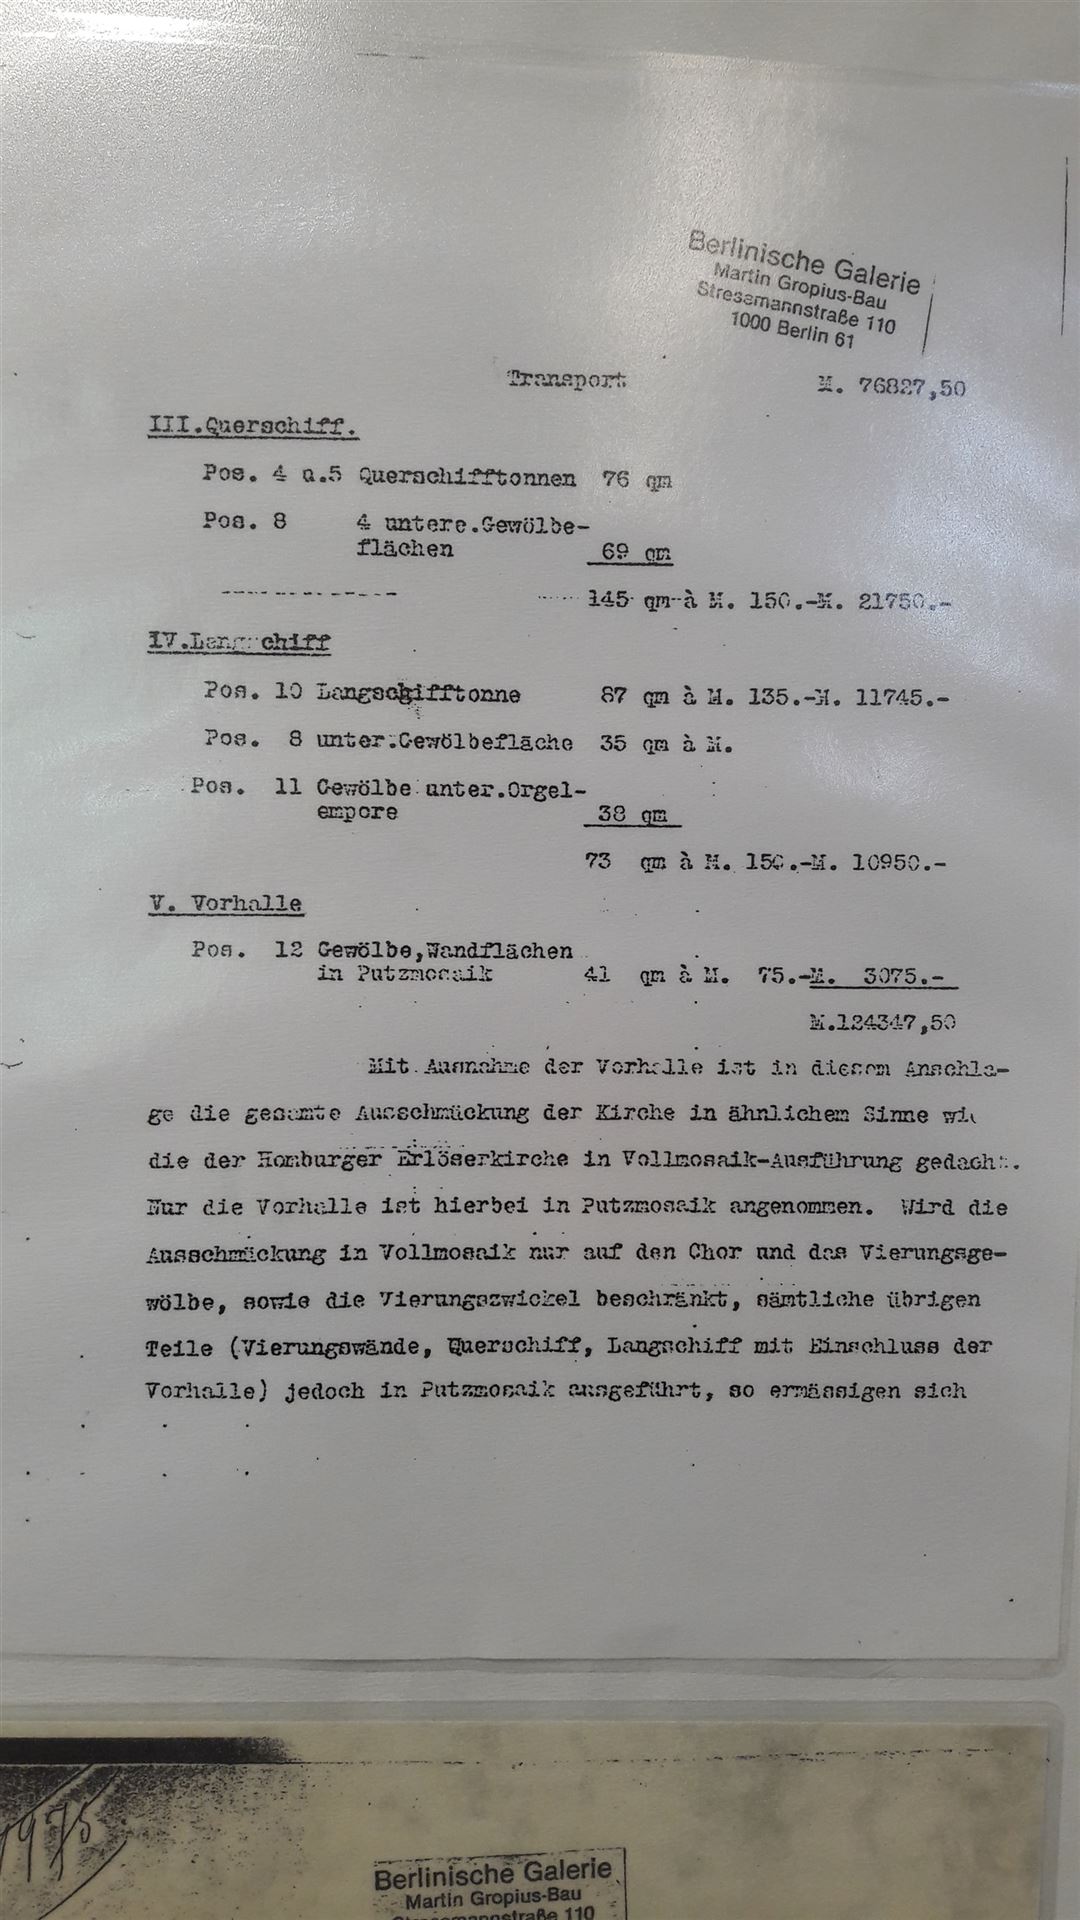 Berlinische Galerie
Martin Gropius-Bau
Stresemannstraße 110
1000 Berlin 61
Transport M. 76827,50
III.Querschiff.
Pos. 4 u.5 Querschifftonnen 76 qm
Pos. 8 4 untere.Gewölbe-
flächen 69 qm
145 qm à M. 150.-M. 21750.-
IV.Langschiff
Pos. 10 Langschifftonne 87 qm à M. 135.-M. 11745.-
Pos. 8 unter.Gewölbefläche 35 qm à M.
Pos. 11 Gewölbe unter.Orgel-
empore 38 qm
73 qm à M. 150.-M. 10950.-
V. Vorhalle
Pos. 12 Gewölbe,Wandflächen
in Putzmosaik 41 qm à M. 75.-M. 3075.-
M.124347,50
Mit Ausnahme der Vorhalle ist in diesem Anschla-
ge die gesamte Ausschmückung der Kirche in ähnlichem Sinne wie
die der Homburger Erlöserkirche in Vollmosaik-Ausführung gedacht.
Nur die Vorhalle ist hierbei in Putzmosaik angenommen. Wird die
Ausschmückung in Vollmosaik nur auf den Chor und das Vierungsge-
wölbe, sowie die Vierungszwickel beschränkt, sämtliche übrigen
Teile (Vierungswände, Querschiff, Langschiff mit Einschluss der
Vorhalle) jedoch in Putzmosaik ausgeführt, so ermässigen sich
1975
Berlinische Galerie
Martin Gropius-Bau
Stresemannstraße 110